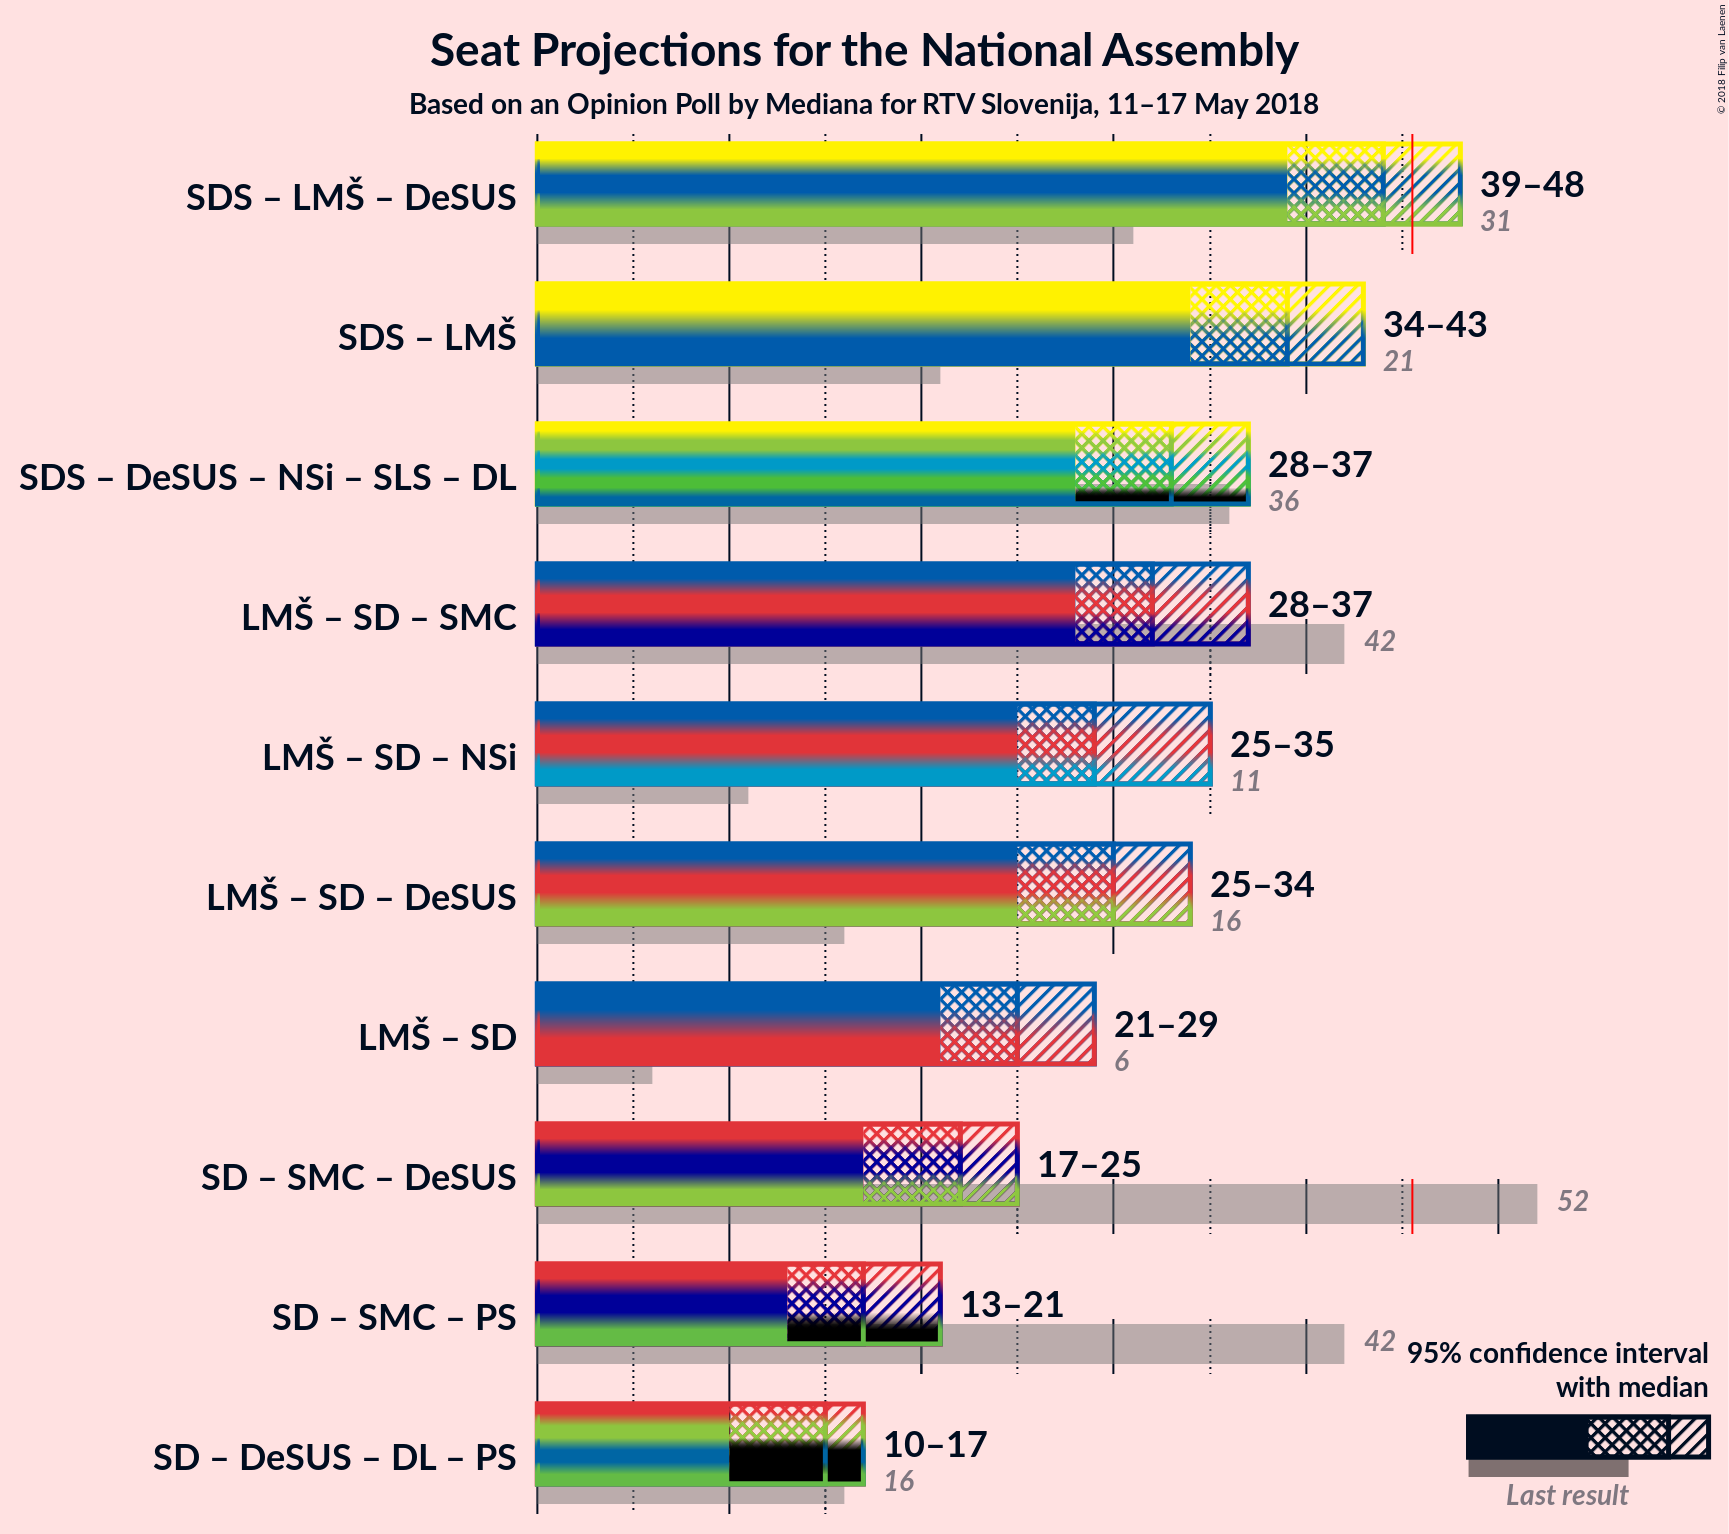 Seat Projections for the National Assembly
Based on an Opinion Poll by Mediana for RTV Slovenija, 11–17 May 2018
© 2018 Filip van Laenen
SDS – LMŠ – DeSUS
39–48
31
SDS – LMŠ
34–43
21
SDS – DeSUS – NSi – SLS – DL
28–37
36
LMŠ – SD – SMC
28–37
42
LMŠ – SD – NSi
25–35
11
LMŠ – SD – DeSUS
25–34
16
LMŠ – SD
21–29
6
SD – SMC – DeSUS
17–25
52
SD – SMC – PS
13–21
42
SD – DeSUS – DL – PS
10–17
16
95% confidence interval
with median
Last result